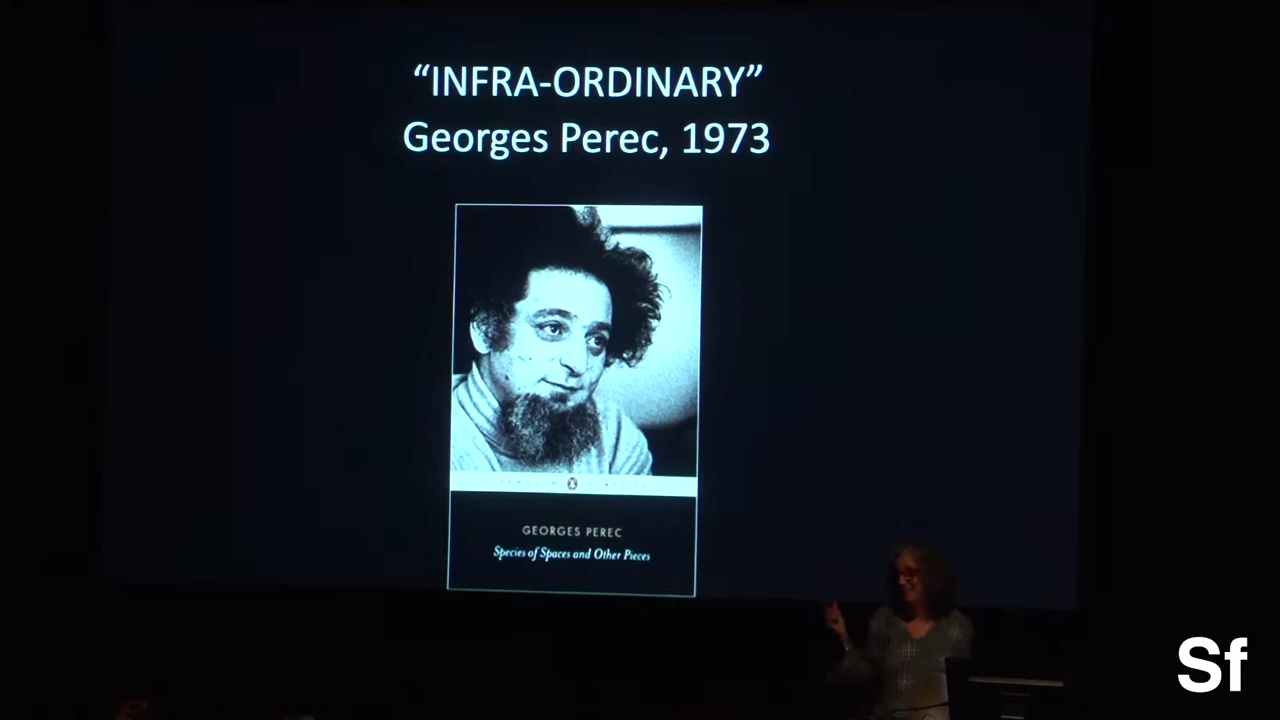 “INFRA-ORDINARY”
Georges Perec, 1973
GEORGES PEREC
Species of Spaces and Other Pieces
Sf